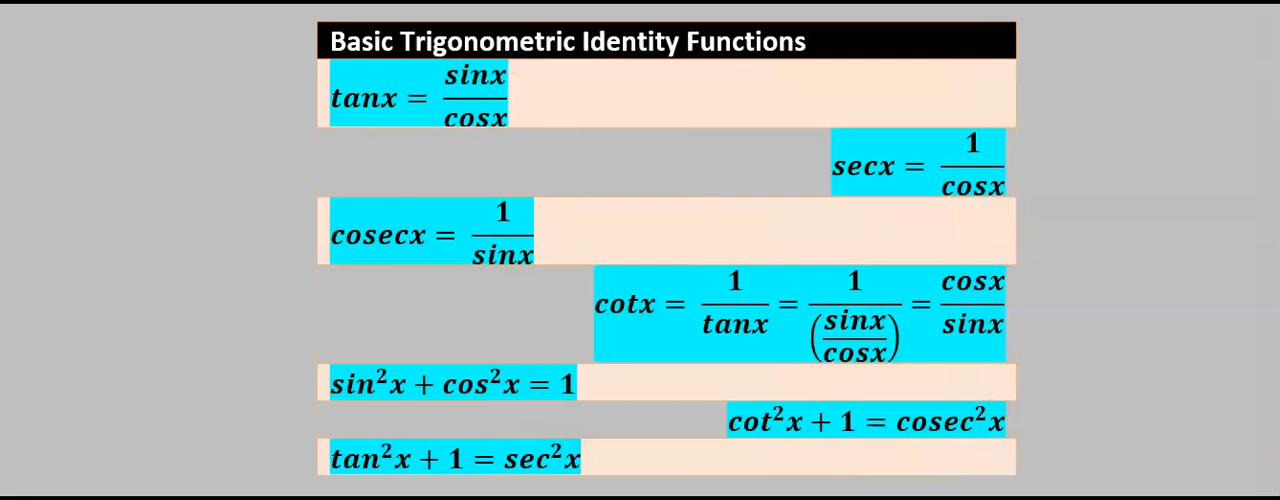 Basic Trigonometric Identity Functions
tanx = sinx/cosx
secx = 1/cosx
cosecx = 1/sinx
cotx = 1/tanx = 1/(sinx/cosx) = cosx/sinx
sin²x + cos²x = 1
cot²x + 1 = cosec²x
tan²x + 1 = sec²x